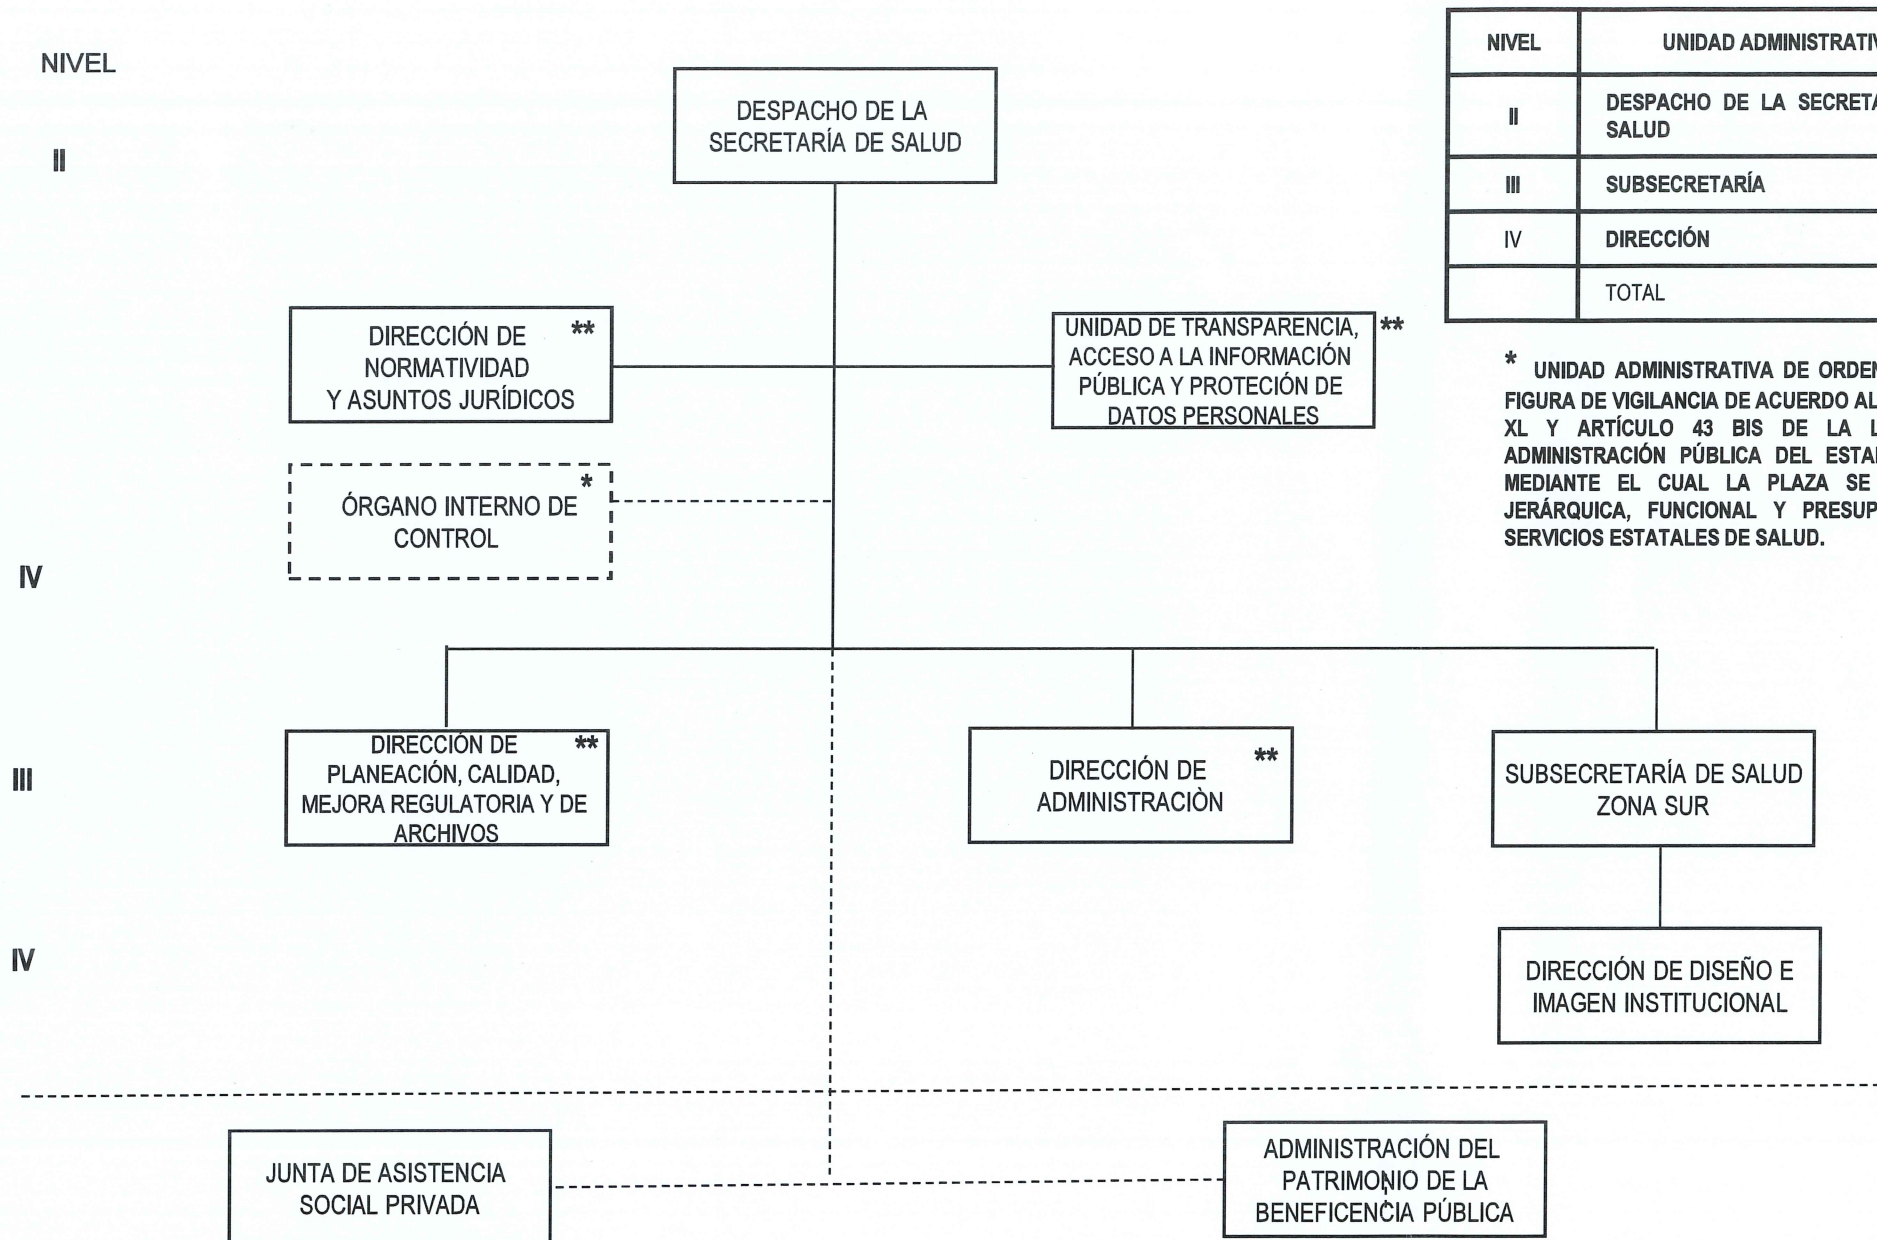 NIVEL
II
DESPACHO DE LA
SECRETARÍA DE SALUD
NIVEL
II
DESPACHO DE LA
SALUD
III
SUBSECRETARÍA
IV
DIRECCIÓN
TOTAL
UNIDAD
DIRECCIÓN DE **
NORMATIVIDAD
Y ASUNTOS JURÍDICOS
UNIDAD DE TRANSPARENCIA, **
ACCESO A LA INFORMACIÓN
PÚBLICA Y PROTECIÓN DE
DATOS PERSONALES
* UNIDAD ADMINISTRATIVA DE
FIGURA DE VIGILANCIA DE ACUERDO AL
XL Y ARTÍCULO 43 BIS DE LA
ADMINISTRACIÓN PÚBLICA DEL
MEDIANTE EL CUAL LA PLAZA SE
JERÁRQUICA, FUNCIONAL Y
SERVICIOS ESTATALES DE SALUD.
*
ÓRGANO INTERNO DE
CONTROL
IV
III
DIRECCIÓN DE **
PLANEACIÓN, CALIDAD,
MEJORA REGULATORIA Y DE
ARCHIVOS
DIRECCIÓN DE **
ADMINISTRACIÒN
SUBSECRETARÍA DE SALUD
ZONA SUR
IV
DIRECCIÓN DE DISEÑO E
IMAGEN INSTITUCIONAL
JUNTA DE ASISTENCIA
SOCIAL PRIVADA
ADMINISTRACIÓN DEL
PATRIMONIO DE LA
BENEFICENCIA PÚBLICA